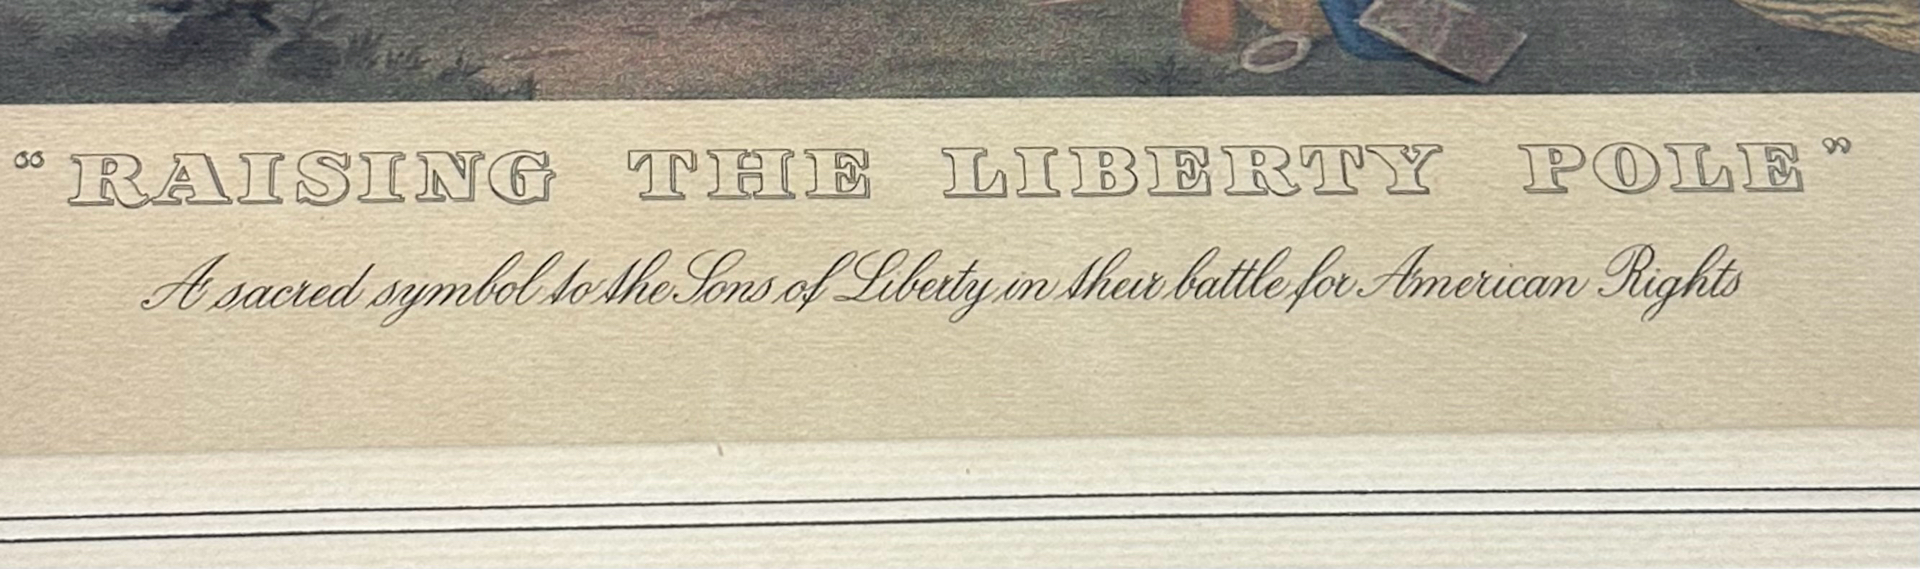 "RAISING THE LIBERTY POLE"
A sacred symbol to the Sons of Liberty in their battle for American Rights